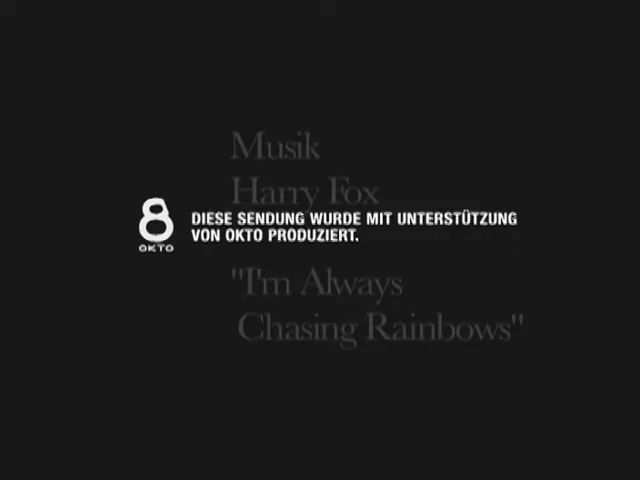 Musik
Harry Fox
8
OKTO
DIESE SENDUNG WURDE MIT UNTERSTÜTZUNG
VON OKTO PRODUZIERT.
"I'm Always
Chasing Rainbows"